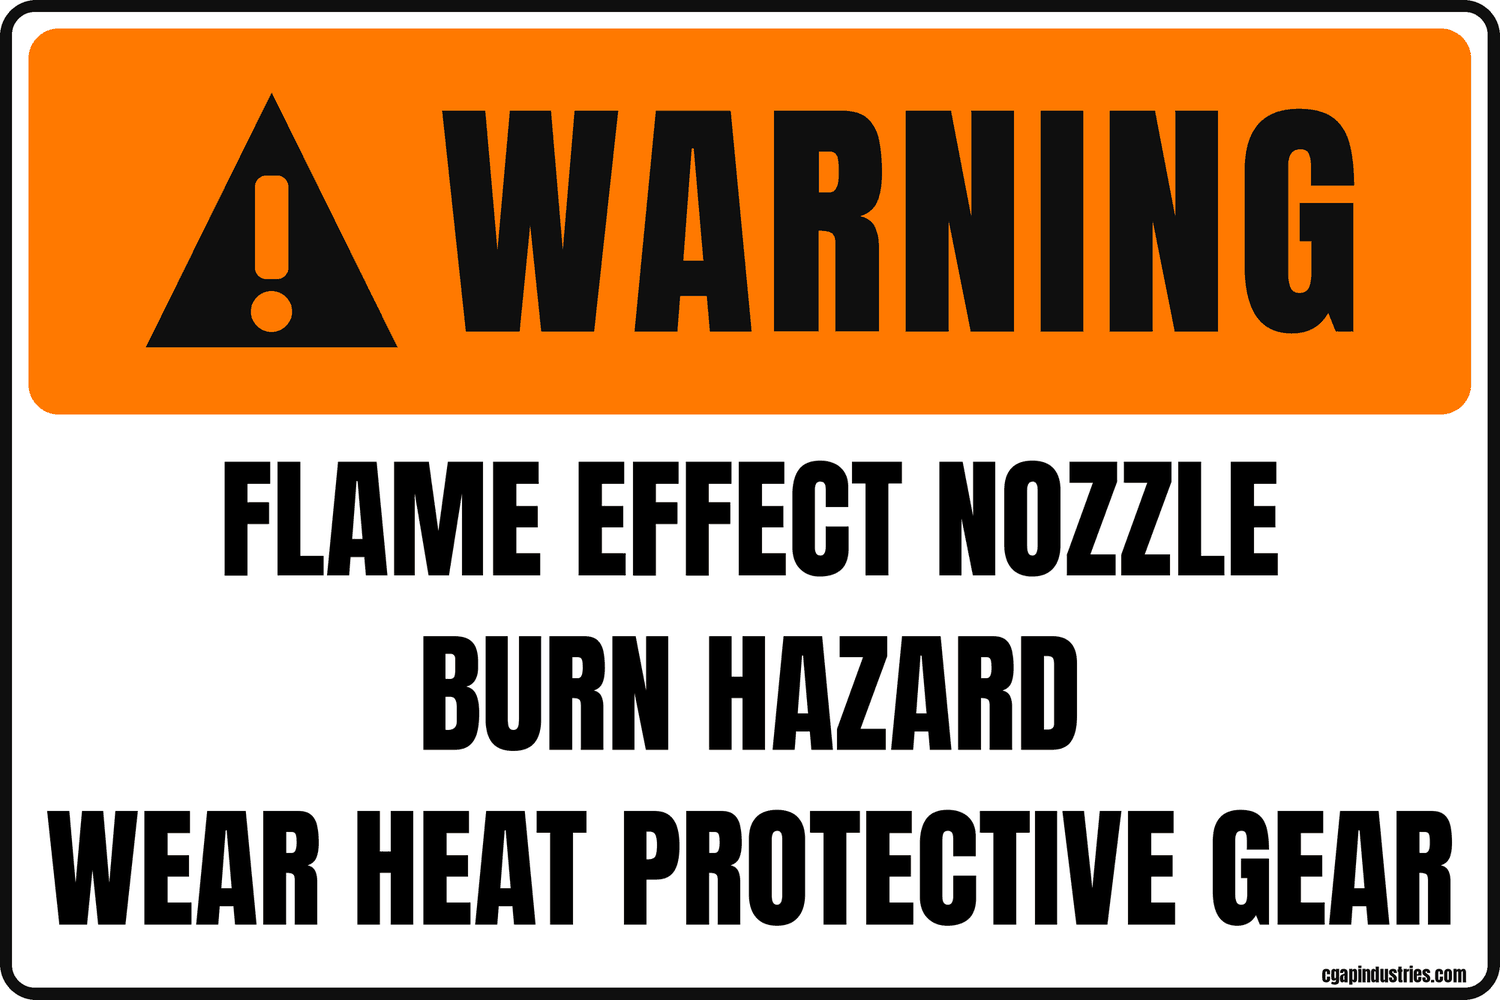 WARNING
FLAME EFFECT NOZZLE
BURN HAZARD
WEAR HEAT PROTECTIVE GEAR
cgapindustries.com